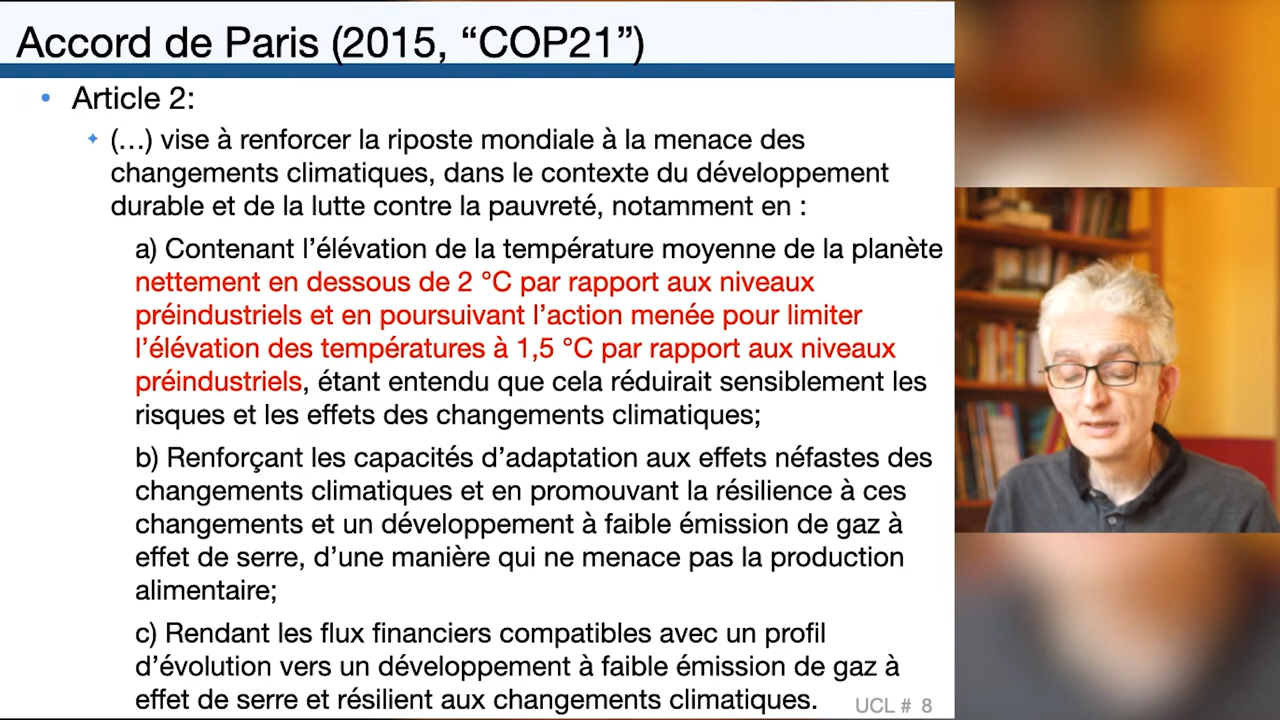 Accord de Paris (2015, “COP21”)
• Article 2:
(…) vise à renforcer la riposte mondiale à la menace des
changements climatiques, dans le contexte du développement
durable et de la lutte contre la pauvreté, notamment en :
a) Contenant l’élévation de la température moyenne de la planète
nettement en dessous de 2 °C par rapport aux niveaux
préindustriels et en poursuivant l’action menée pour limiter
l’élévation des températures à 1,5 °C par rapport aux niveaux
préindustriels, étant entendu que cela réduirait sensiblement les
risques et les effets des changements climatiques;
b) Renforçant les capacités d’adaptation aux effets néfastes des
changements climatiques et en promouvant la résilience à ces
changements et un développement à faible émission de gaz à
effet de serre, d’une manière qui ne menace pas la production
alimentaire;
c) Rendant les flux financiers compatibles avec un profil
d’évolution vers un développement à faible émission de gaz à
effet de serre et résilient aux changements climatiques.
UCL # 8